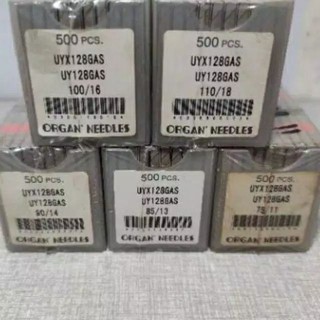 500 PCS.
UYX128GAS
UY128GAS
100/16
ORGAN® NEEDLES
500 PCS.
UYX128GAS
UY128GAS
110/18
ORGAN® NEEDLES
500 PCS.
UYX128GAS
UY128GAS
90/14
ORGAN NEEDLES
500 PCS.
UYX128GAS
UY128GAS
85/13
ORGAN NEEDLES
500 PCS.
UYX128GAS
UY128GAS
75/11
ORGAN NEEDLES